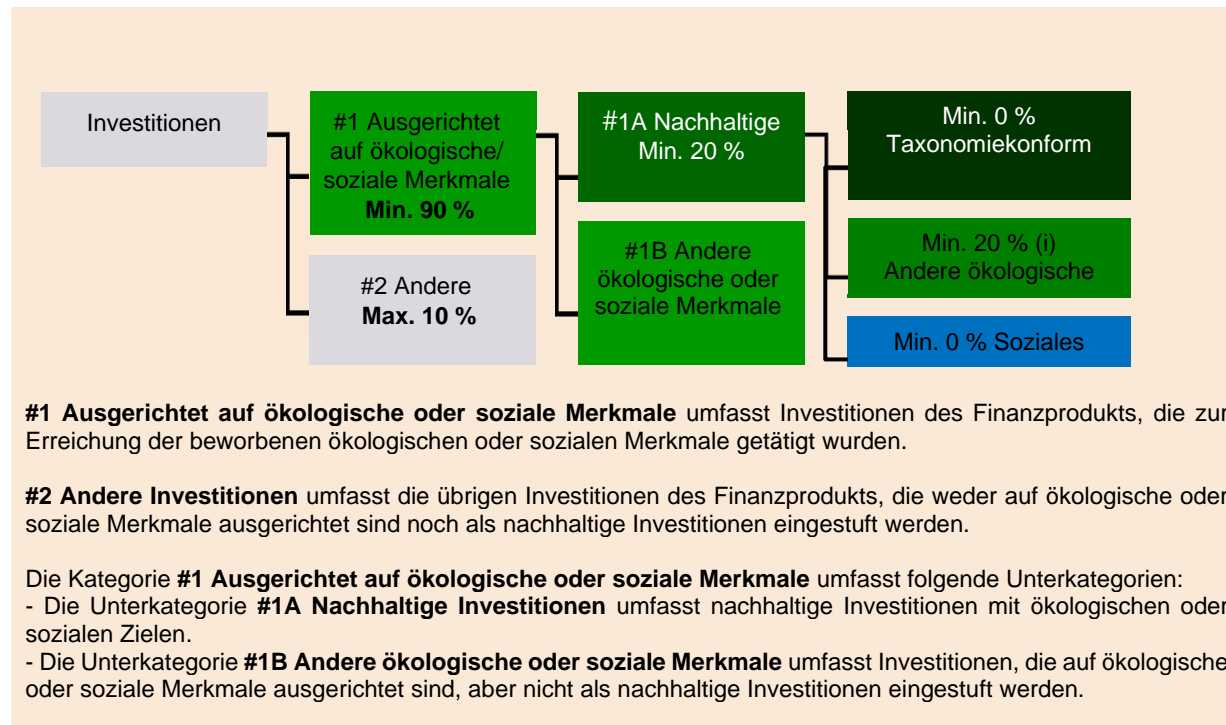 Investitionen
#1 Ausgerichtet
auf ökologische/
soziale Merkmale
Min. 90 %
#2 Andere
Max. 10 %
#1A Nachhaltige
Min. 20 %
#1B Andere
ökologische oder
soziale Merkmale
Min. 0 %
Taxonomiekonform
Min. 20 % (i)
Andere ökologische
Min. 0 % Soziales
#1 Ausgerichtet auf ökologische oder soziale Merkmale umfasst Investitionen des Finanzprodukts, die zur
Erreichung der beworbenen ökologischen oder sozialen Merkmale getätigt wurden.
#2 Andere Investitionen umfasst die übrigen Investitionen des Finanzprodukts, die weder auf ökologische oder
soziale Merkmale ausgerichtet sind noch als nachhaltige Investitionen eingestuft werden.
Die Kategorie #1 Ausgerichtet auf ökologische oder soziale Merkmale umfasst folgende Unterkategorien:
- Die Unterkategorie #1A Nachhaltige Investitionen umfasst nachhaltige Investitionen mit ökologischen oder
sozialen Zielen.
- Die Unterkategorie #1B Andere ökologische oder soziale Merkmale umfasst Investitionen, die auf ökologische
oder soziale Merkmale ausgerichtet sind, aber nicht als nachhaltige Investitionen eingestuft werden.